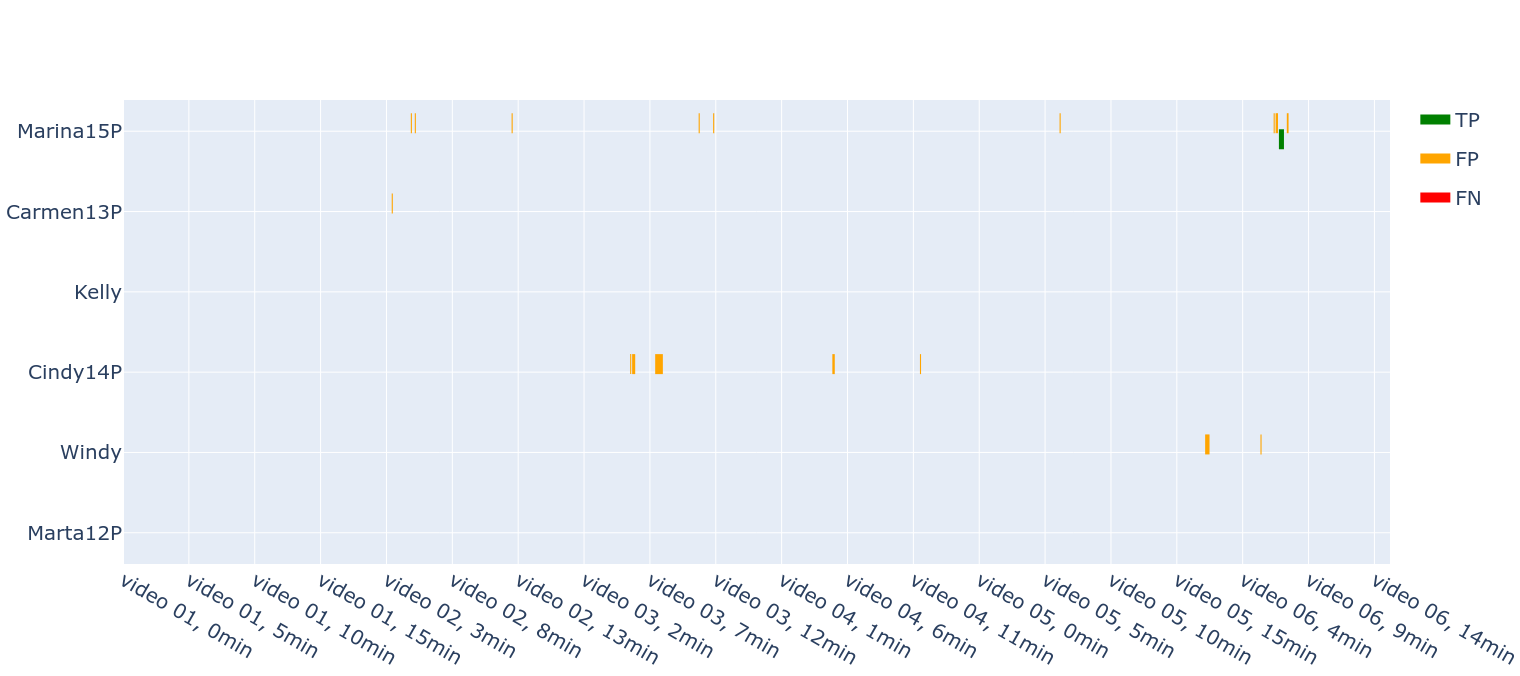 Marina15P
Carmen13P
Kelly
Cindy14P
Windy
Marta12P
TP
FP
FN
video 01, 0min
video 01, 5min
video 01, 10min
video 01, 15min
video 02, 3min
video 02, 8min
video 02, 13min
video 03, 2min
video 03, 7min
video 03, 12min
video 04, 1min
video 04, 6min
video 04, 11min
video 05, 0min
video 05, 5min
video 05, 10min
video 05, 15min
video 06, 4min
video 06, 9min
video 06, 14min